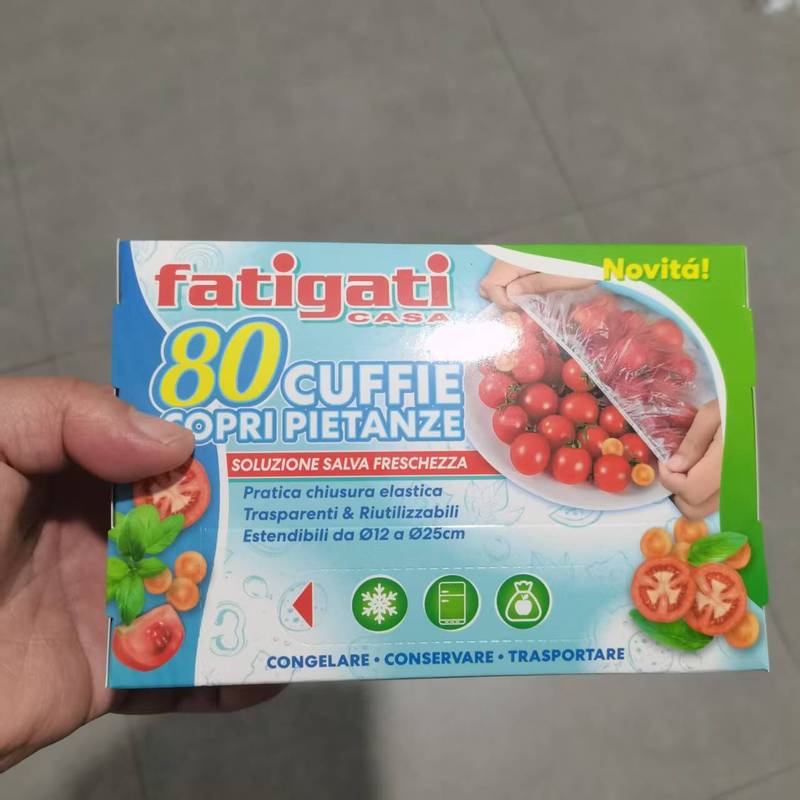 fatigati
CASA
Novitá!
80 CUFFIE
COPRI PIETANZE
SOLUZIONE SALVA FRESCHEZZA
Pratica chiusura elastica
Trasparenti & Riutilizzabili
Estendibili da Ø12 a Ø25cm
CONGELARE • CONSERVARE • TRASPORTARE